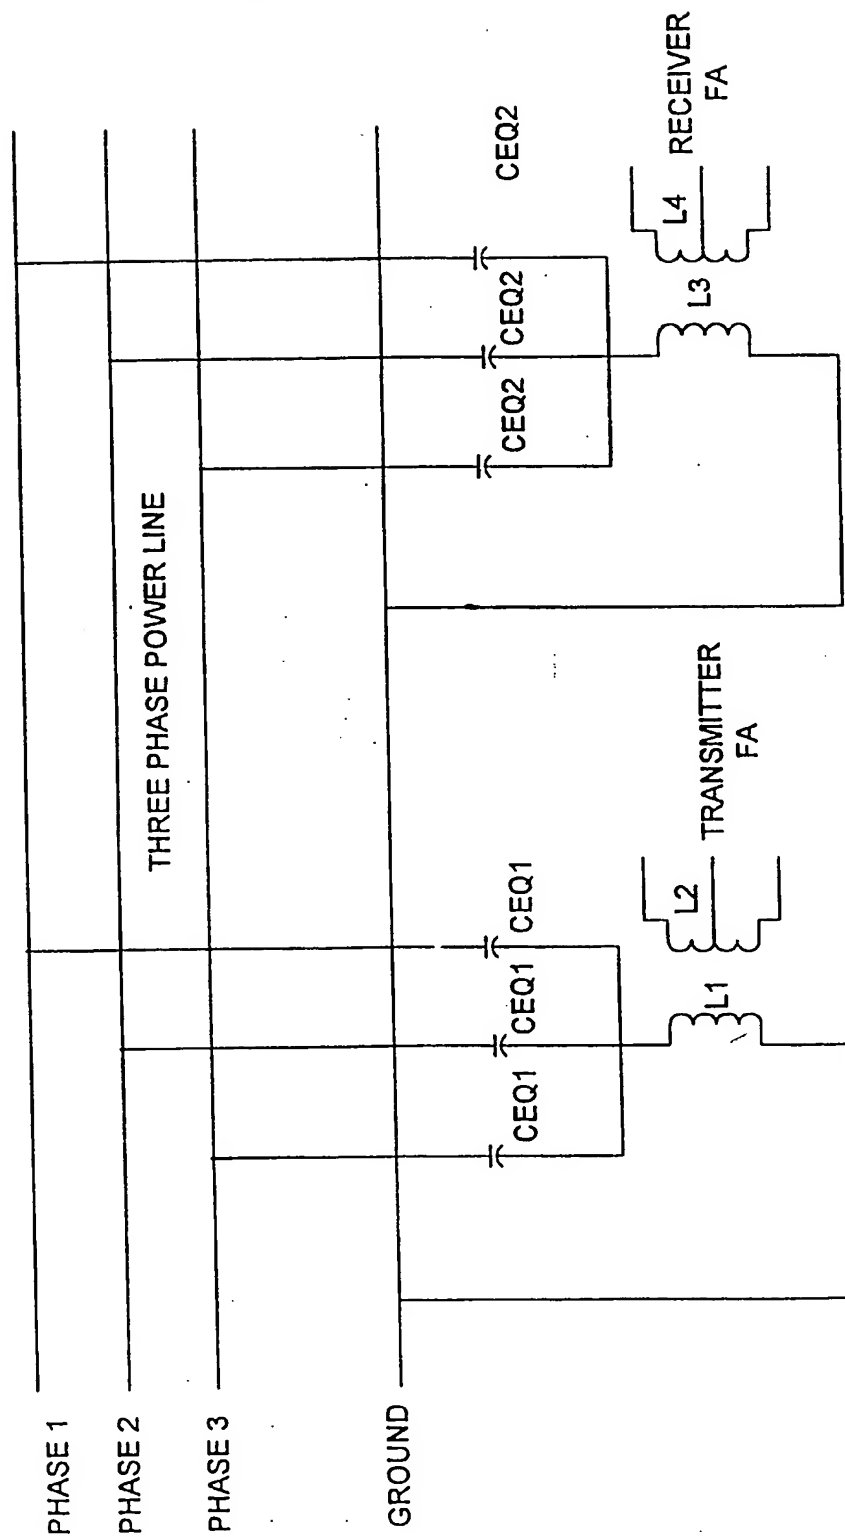 PHASE 1
PHASE 2
PHASE 3
GROUND
THREE PHASE POWER LINE
CEQ1
CEQ1
CEQ1
L1
L2
TRANSMITTER
FA
CEQ2
CEQ2
CEQ2
L3
L4
RECEIVER
FA